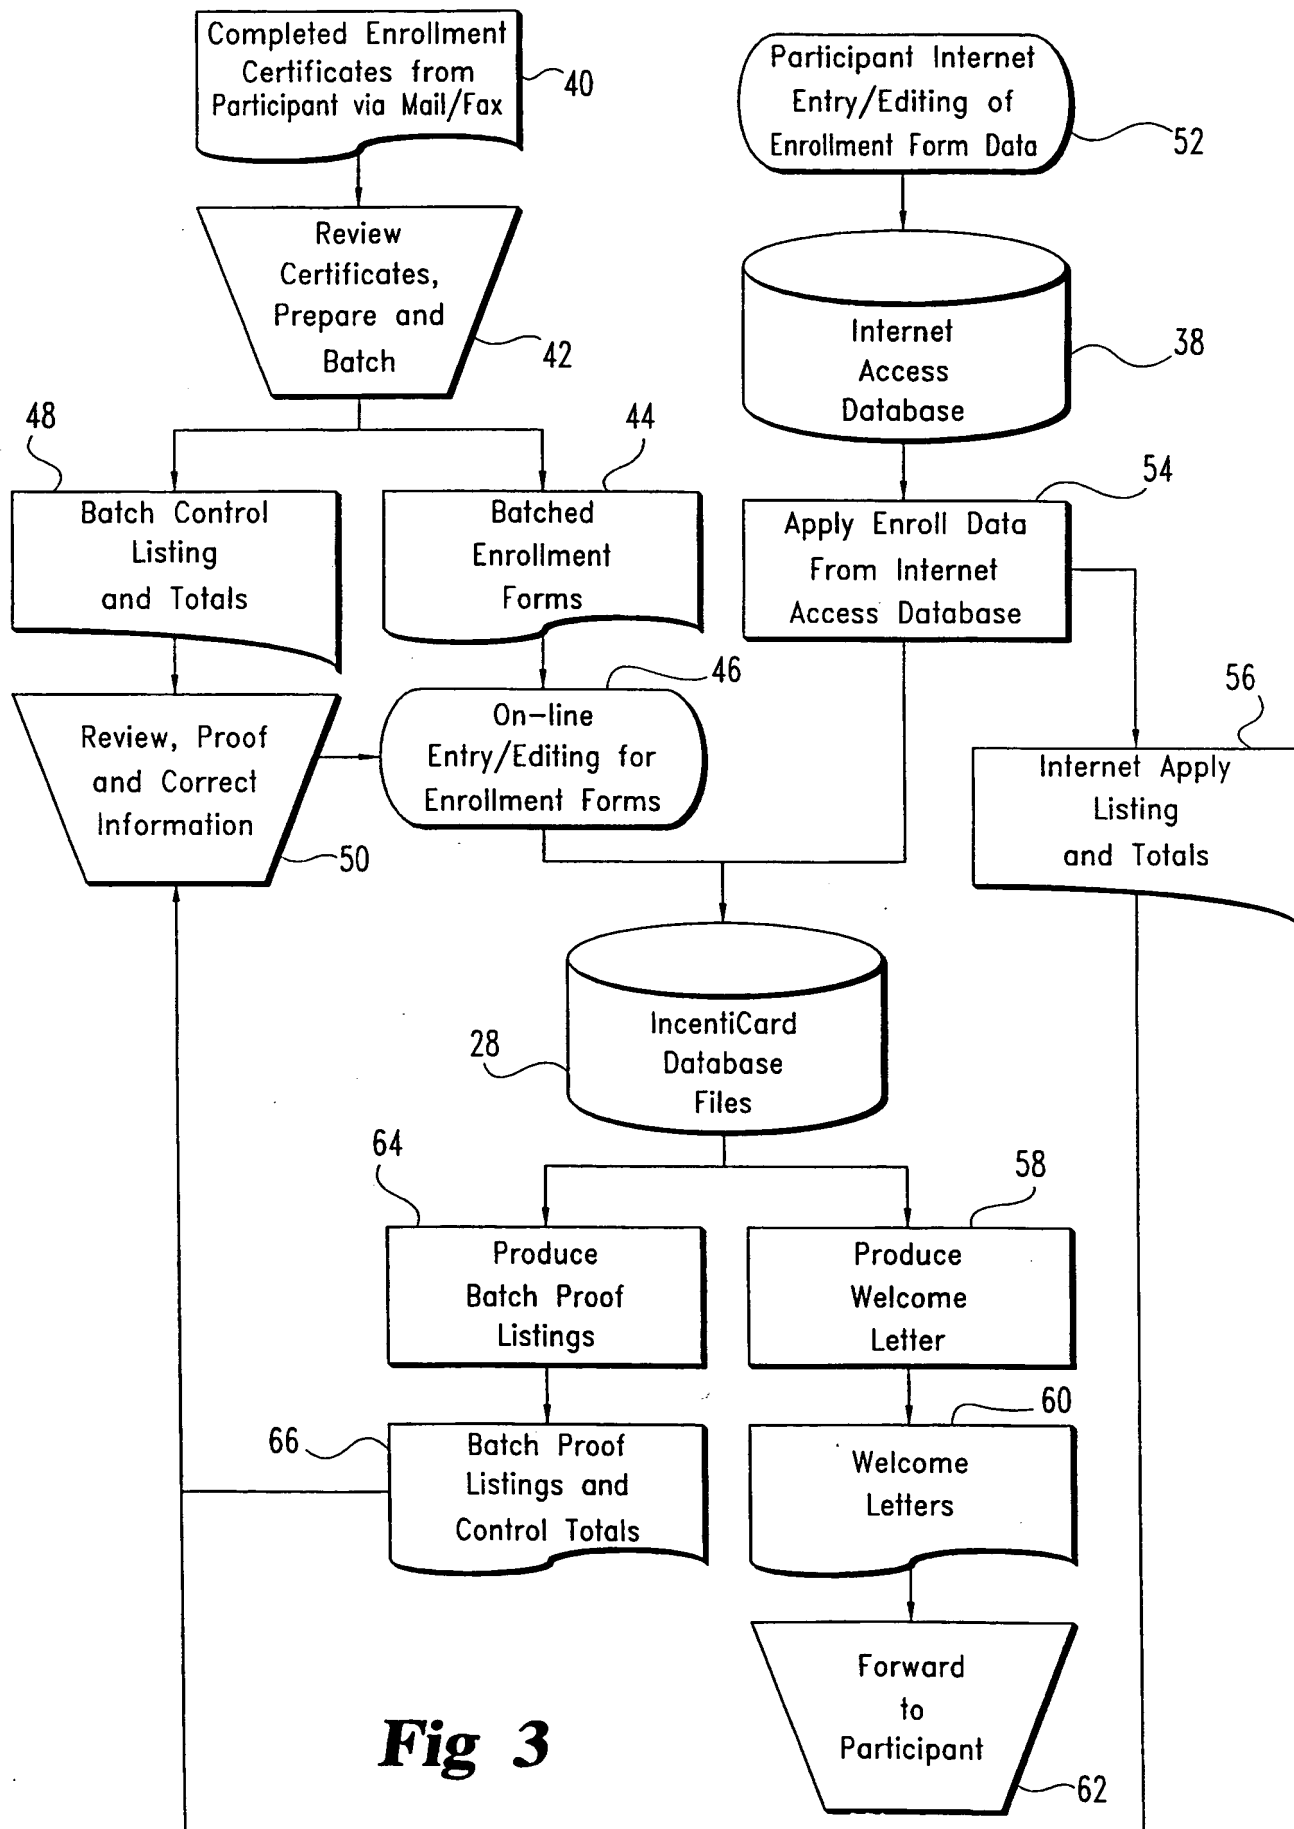 Completed Enrollment
Certificates from
Participant via Mail/Fax
40
Participant Internet
Entry/Editing of
Enrollment Form Data
52
Review
Certificates,
Prepare and
Batch
42
Internet
Access
Database
38
48
Batch Control
Listing
and Totals
44
Batched
Enrollment
Forms
54
Apply Enroll Data
From Internet
Access Database
Review, Proof
and Correct
Information
50
46
On-line
Entry/Editing for
Enrollment Forms
56
Internet Apply
Listing
and Totals
28
IncentiCard
Database
Files
64
Produce
Batch Proof
Listings
58
Produce
Welcome
Letter
66
Batch Proof
Listings and
Control Totals
60
Welcome
Letters
Forward
to
Participant
62
Fig 3